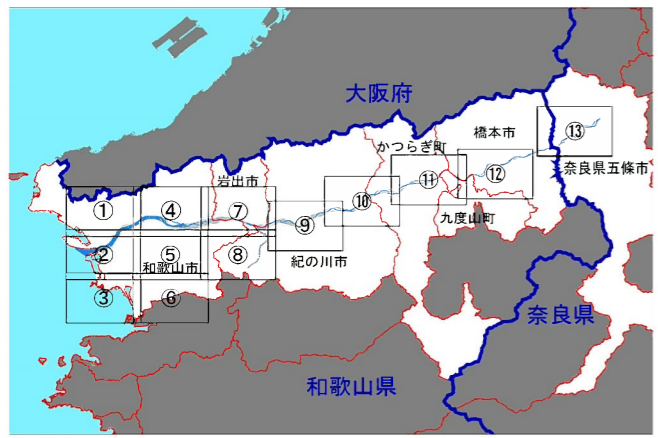 大阪府
橋本市
⑬
かつらぎ町
奈良県五條市
岩出市
⑪
⑫
①
④
⑦
⑩
九度山町
⑨
②
⑤
⑧
和歌山市
紀の川市
③
⑥
奈良県
和歌山県